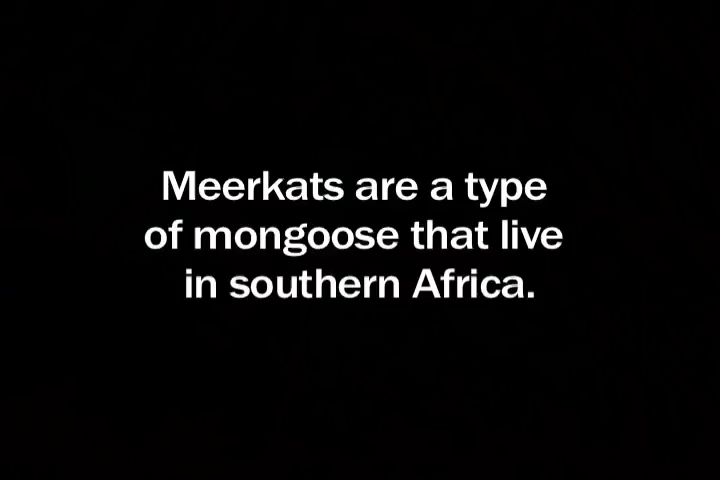 Meerkats are a type
of mongoose that live
in southern Africa.